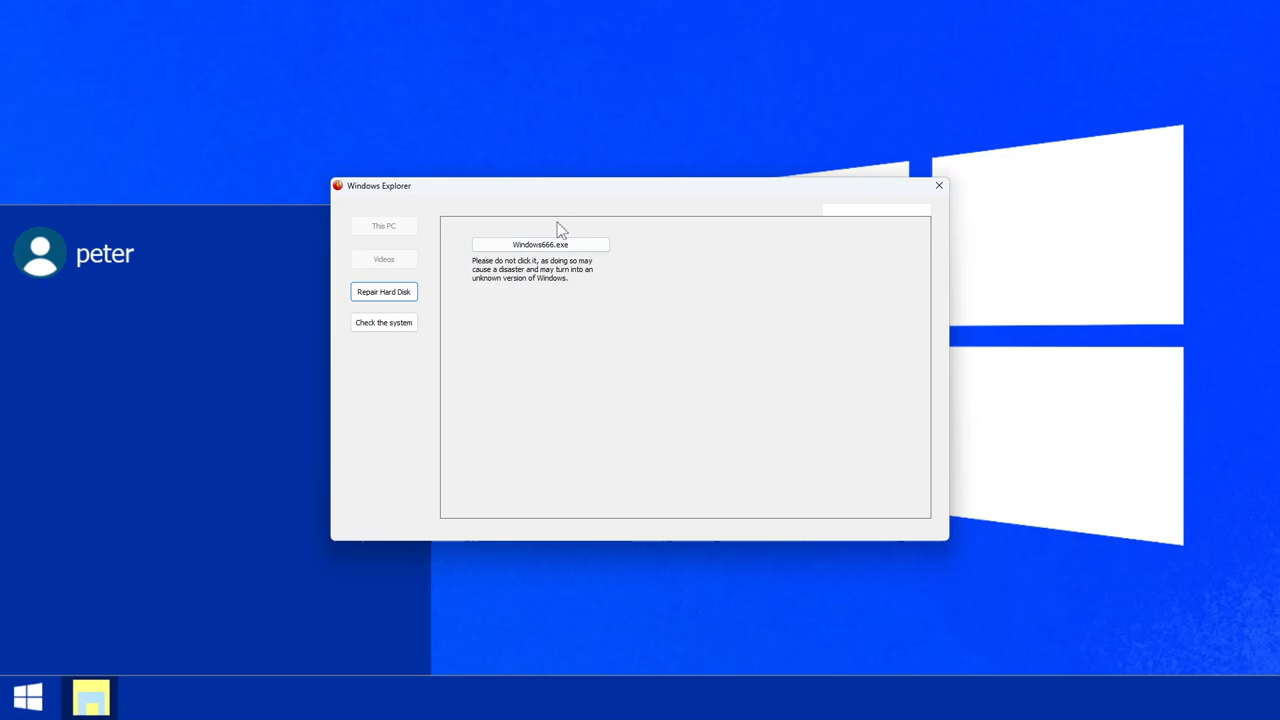 Windows Explorer
This PC
Videos
Repair Hard Disk
Check the system
Windows666.exe
Please do not click it, as doing so may
cause a disaster and may turn into an
unknown version of Windows.
peter